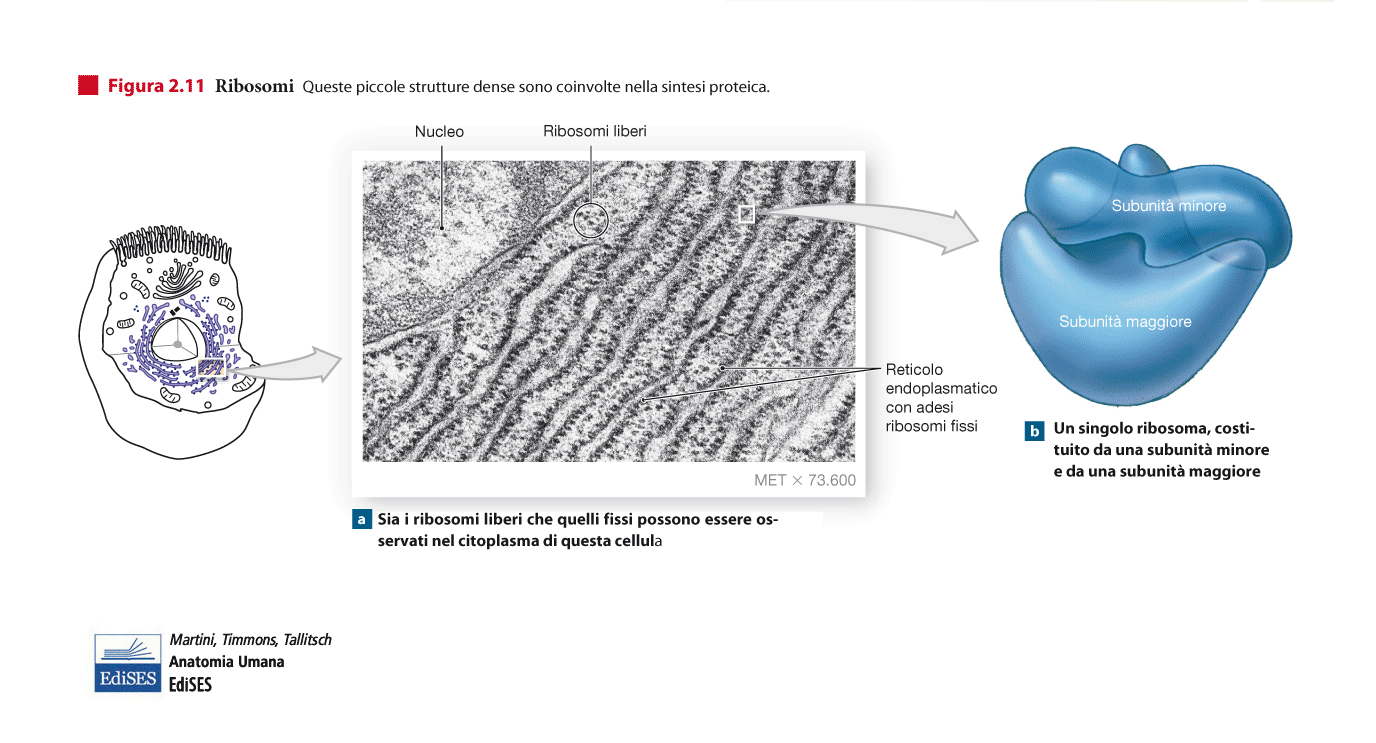 Figura 2.11 Ribosomi Queste piccole strutture dense sono coinvolte nella sintesi proteica.
Nucleo
Ribosomi liberi
Subunità minore
Subunità maggiore
Reticolo
endoplasmatico
con adesi
ribosomi fissi
MET × 73.600
a Sia i ribosomi liberi che quelli fissi possono essere os-
servati nel citoplasma di questa cellula
b Un singolo ribosoma, costi-
tuito da una subunità minore
e da una subunità maggiore
EdiSES
Martini, Timmons, Tallitsch
Anatomia Umana
EdiSES